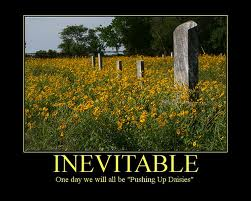 INEVITABLE
One day we will all be "Pushing Up Daisies"